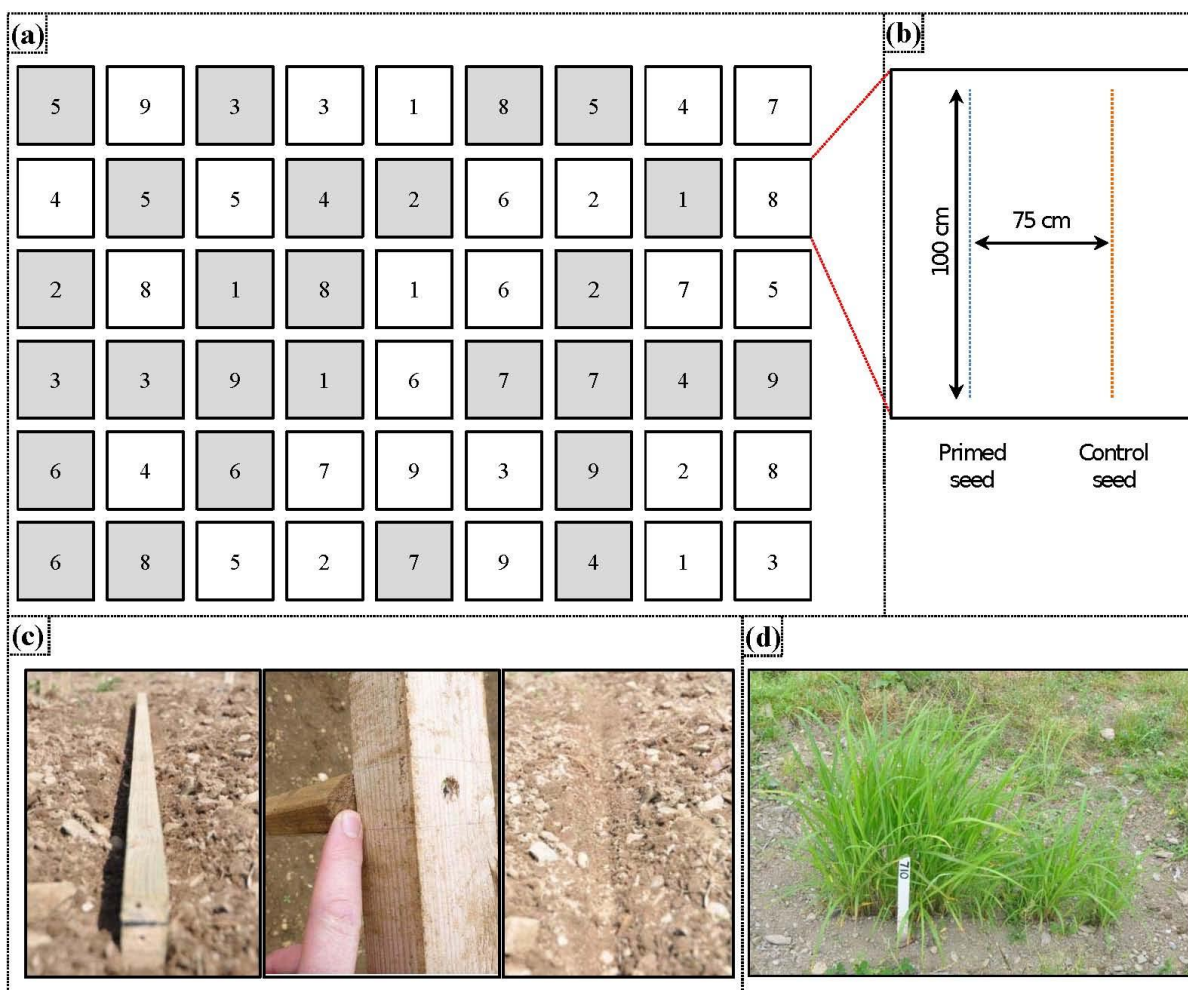 (a)
5 9 3 3 1 8 5 4 7
4 5 5 4 2 6 2 1 8
2 8 1 8 1 6 2 7 5
3 3 9 1 6 7 7 4 9
6 4 6 7 9 3 9 2 8
6 8 5 2 7 9 4 1 3
(b)
100 cm
75 cm
Primed seed
Control seed
(c)
(d)
710